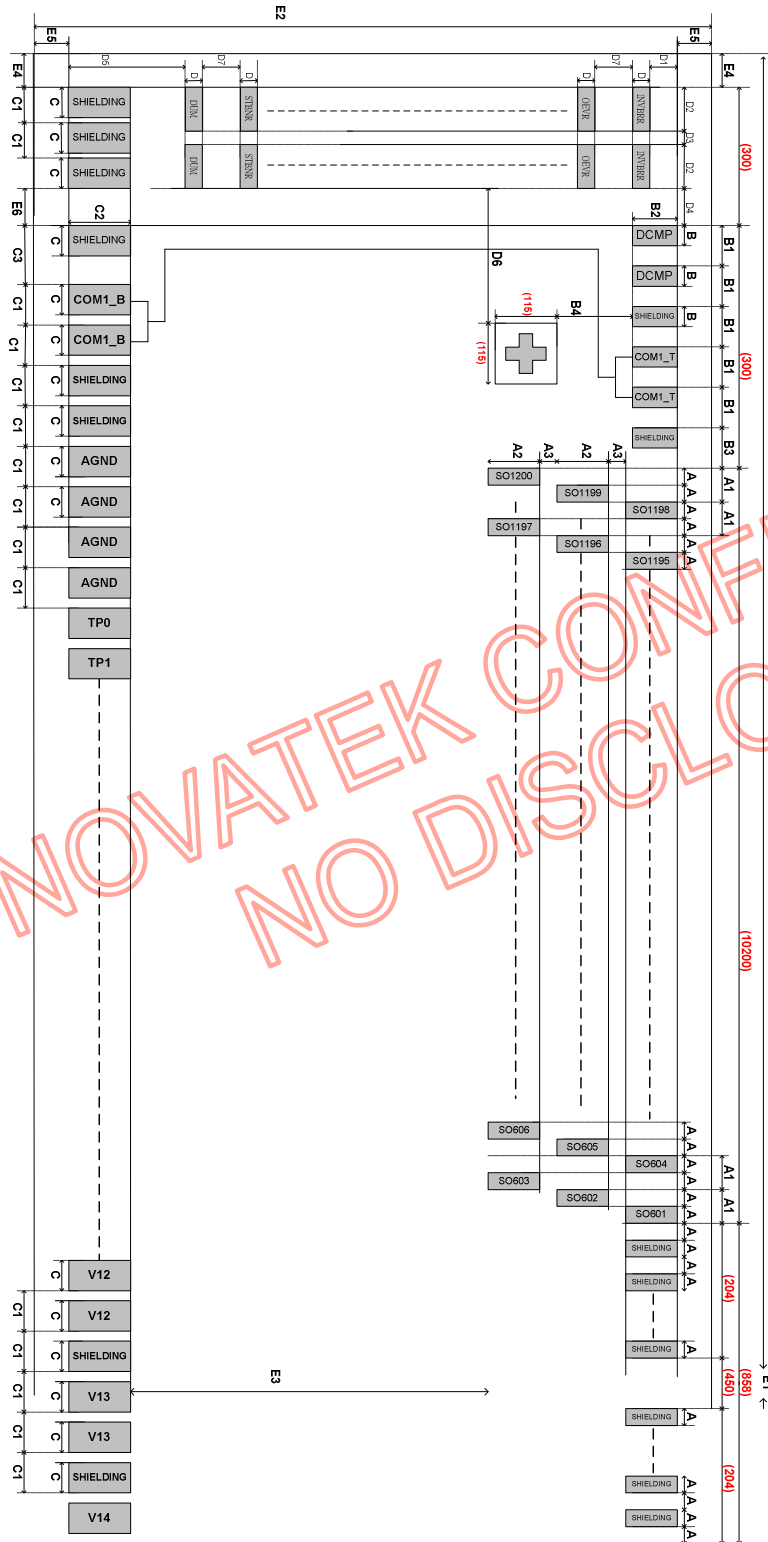 E2
E5
E5
E4
D5
D7
D7
D1
E4
D
D
D
D
C1
C
SHIELDING
DUM
STBNR
OEVR
INVBRR
D2
(300)
D3
C1
C
SHIELDING
C
SHIELDING
DUM
STBNR
OEVR
INVBRR
D2
E6
C2
D4
B2
C3
C
SHIELDING
DCMP
B
B1
D6
C1
C
COM1_B
DCMP
B
B1
(115)
B4
C1
C
COM1_B
SHIELDING
B
B1
(115)
COM1_T
B1
(300)
C1
C
SHIELDING
COM1_T
B1
C1
C
SHIELDING
SHIELDING
B3
A2
A3
A2
A3
C1
C
AGND
SO1200
A
A1
SO1199
A
C1
C
AGND
SO1198
A
A1
SO1197
A
C1
AGND
SO1196
A
SO1195
A
C1
AGND
TP0
TP1
NOVATEK CONF
NO DISCLO
(10200)
SO606
A
SO605
A
SO604
A
A1
SO603
A
SO602
A
A1
SO601
A
A
SHIELDING
A
A
C
V12
SHIELDING
A
(204)
C1
V12
C1
C
SHIELDING
SHIELDING
A
E3
C1
C
V13
(450)
(858)
E1
SHIELDING
A
C1
V13
C1
C
SHIELDING
SHIELDING
A
(204)
A
V14
SHIELDING
A
A